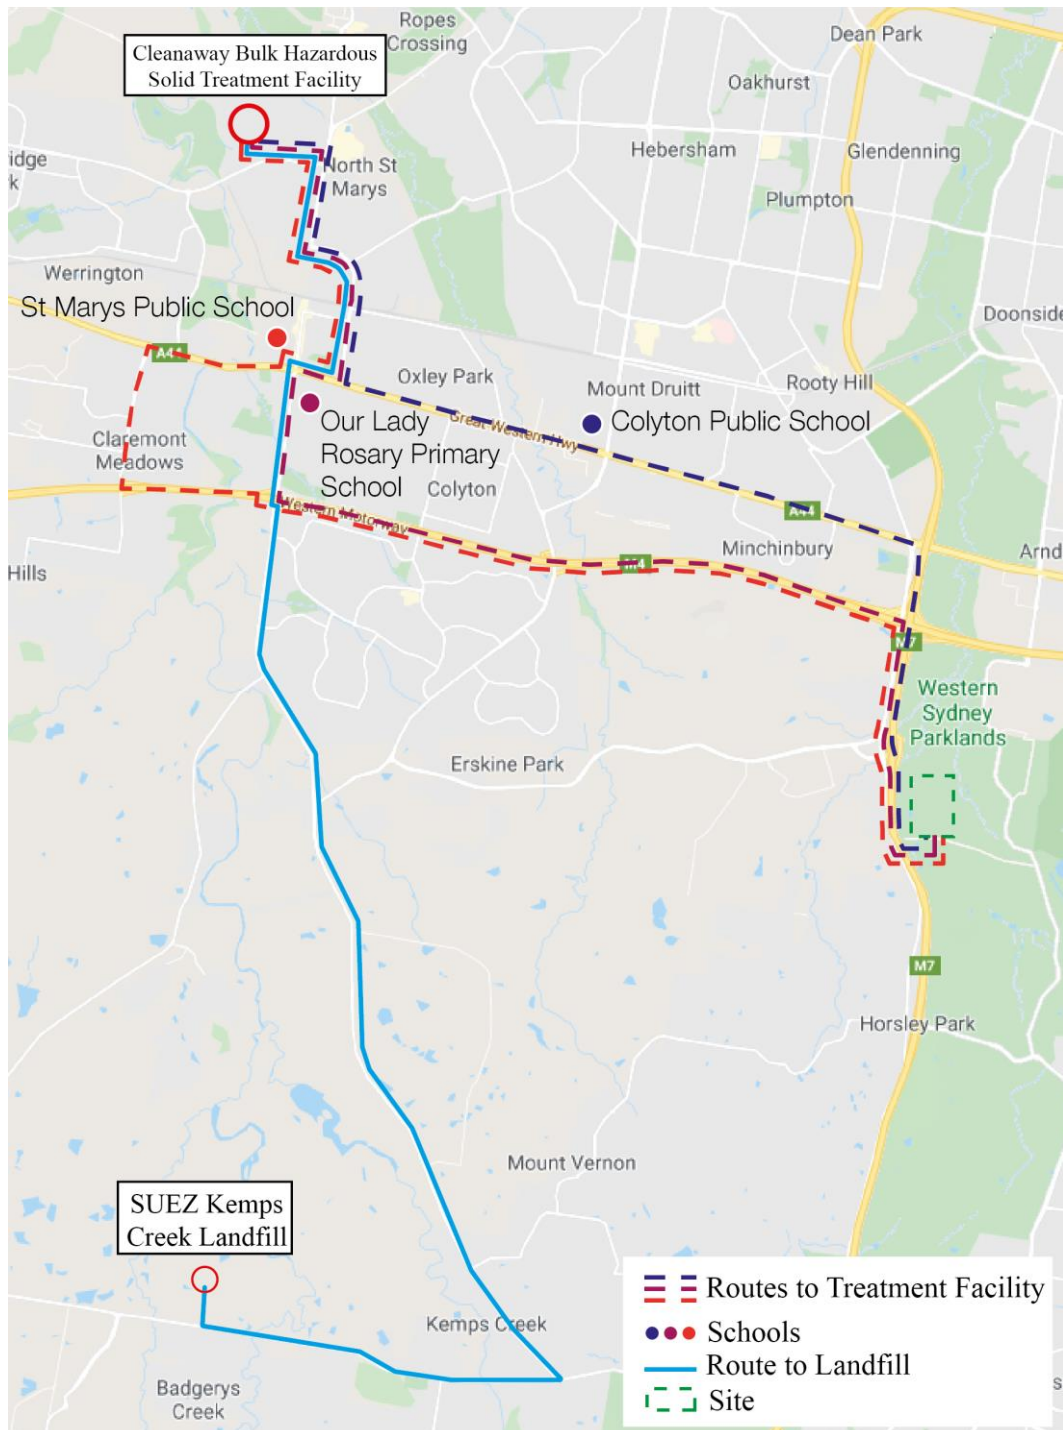 Ropes
Crossing
Dean Park
Cleanaway Bulk Hazardous
Solid Treatment Facility
Oakhurst
Hebersham
Glendenning
North St
Marys
Plumpton
Werrington
St Marys Public School
Doonside
A44
Oxley Park
Mount Druitt
Rooty Hill
Great Western Hwy
Colyton Public School
Our Lady
Rosary Primary
School
Claremont
Meadows
Colyton
Western Motorway
A44
Minchinbury
Arnd
Hills
M4
M7
Western
Sydney
Parklands
Erskine Park
M7
Horsley Park
Mount Vernon
SUEZ Kemps
Creek Landfill
Kemps Creek
Badgerys
Creek
Routes to Treatment Facility
Schools
Route to Landfill
Site